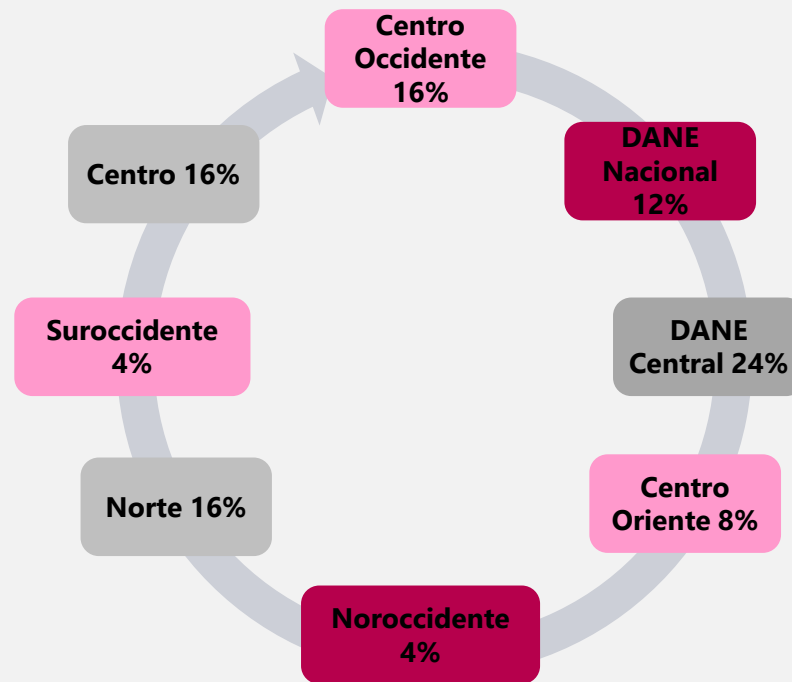 Centro
Occidente
16%
DANE
Nacional
12%
DANE
Central 24%
Centro
Oriente 8%
Noroccidente
4%
Norte 16%
Suroccidente
4%
Centro 16%